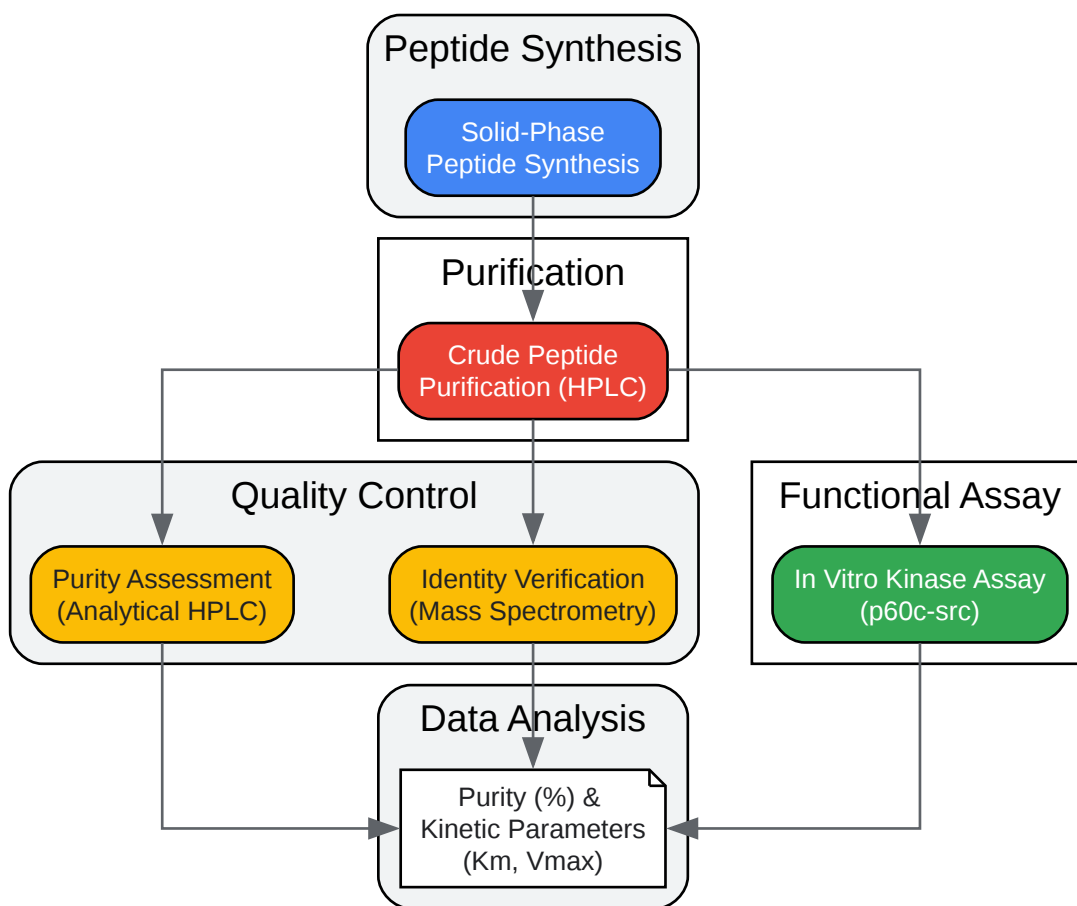 Peptide Synthesis
Solid-Phase
Peptide Synthesis
Purification
Crude Peptide
Purification (HPLC)
Quality Control
Purity Assessment
(Analytical HPLC)
Identity Verification
(Mass Spectrometry)
Functional Assay
In Vitro Kinase Assay
(p60c-src)
Data Analysis
Purity (%) &
Kinetic Parameters
(Km, Vmax)